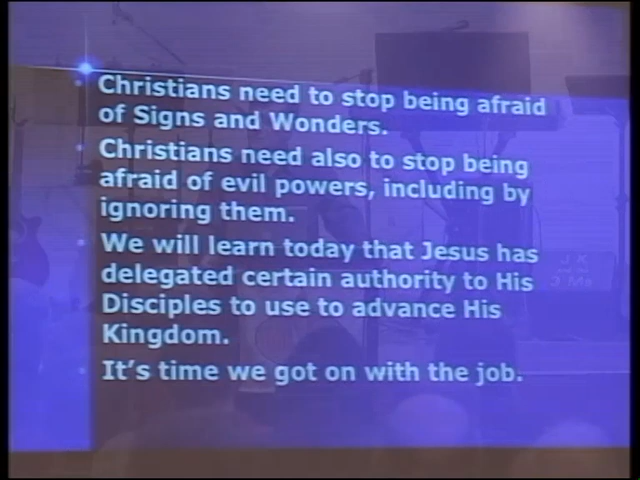 Christians need to stop being afraid
of Signs and Wonders.
Christians need also to stop being
afraid of evil powers, including by
ignoring them.
We will learn today that Jesus has
delegated certain authority to His
Disciples to use to advance His
Kingdom.
It's time we got on with the job.